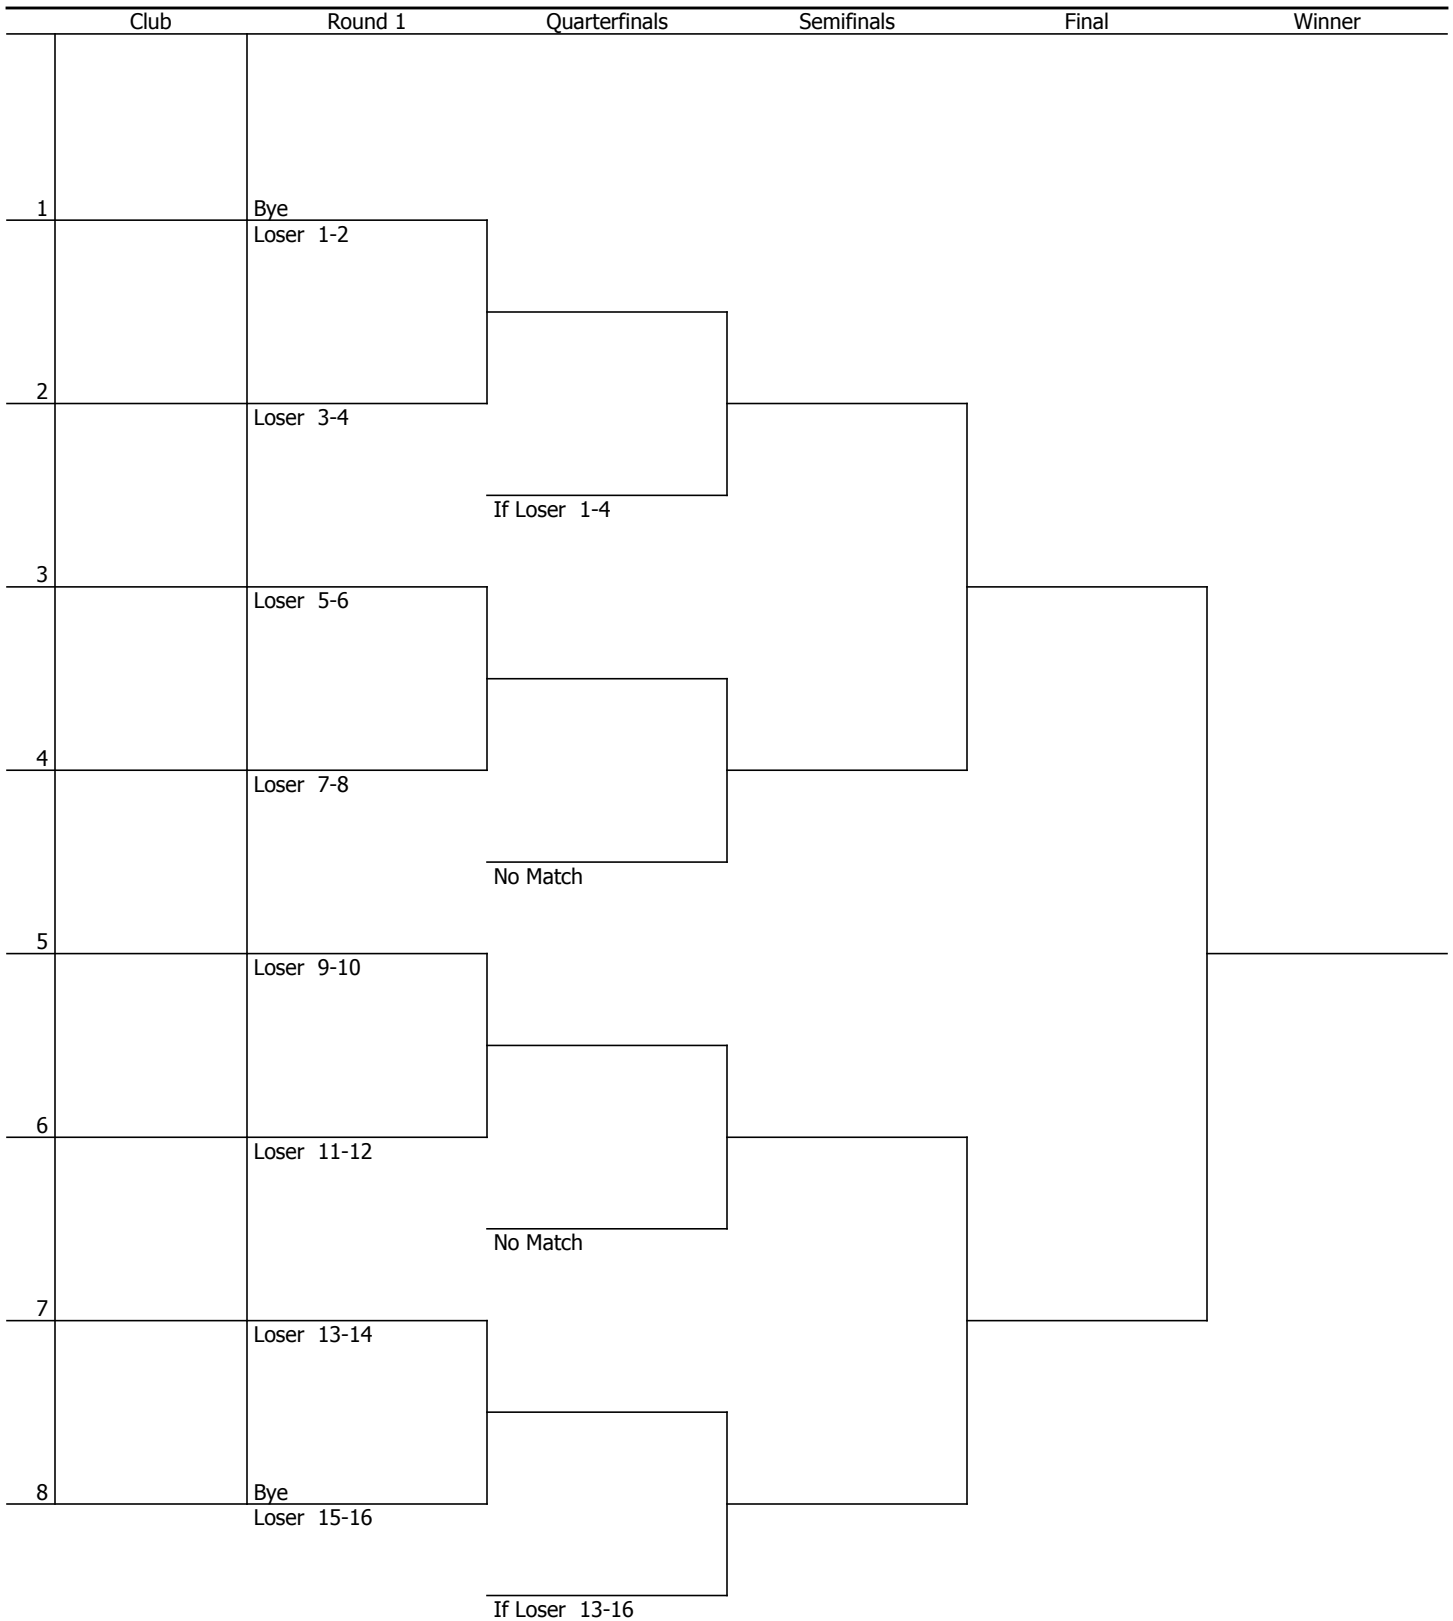 Club Round 1 Quarterfinals Semifinals Final Winner
1 Bye
Loser 1-2
2
Loser 3-4
If Loser 1-4
3
Loser 5-6
4
Loser 7-8
No Match
5
Loser 9-10
6
Loser 11-12
No Match
7
Loser 13-14
8 Bye
Loser 15-16
If Loser 13-16